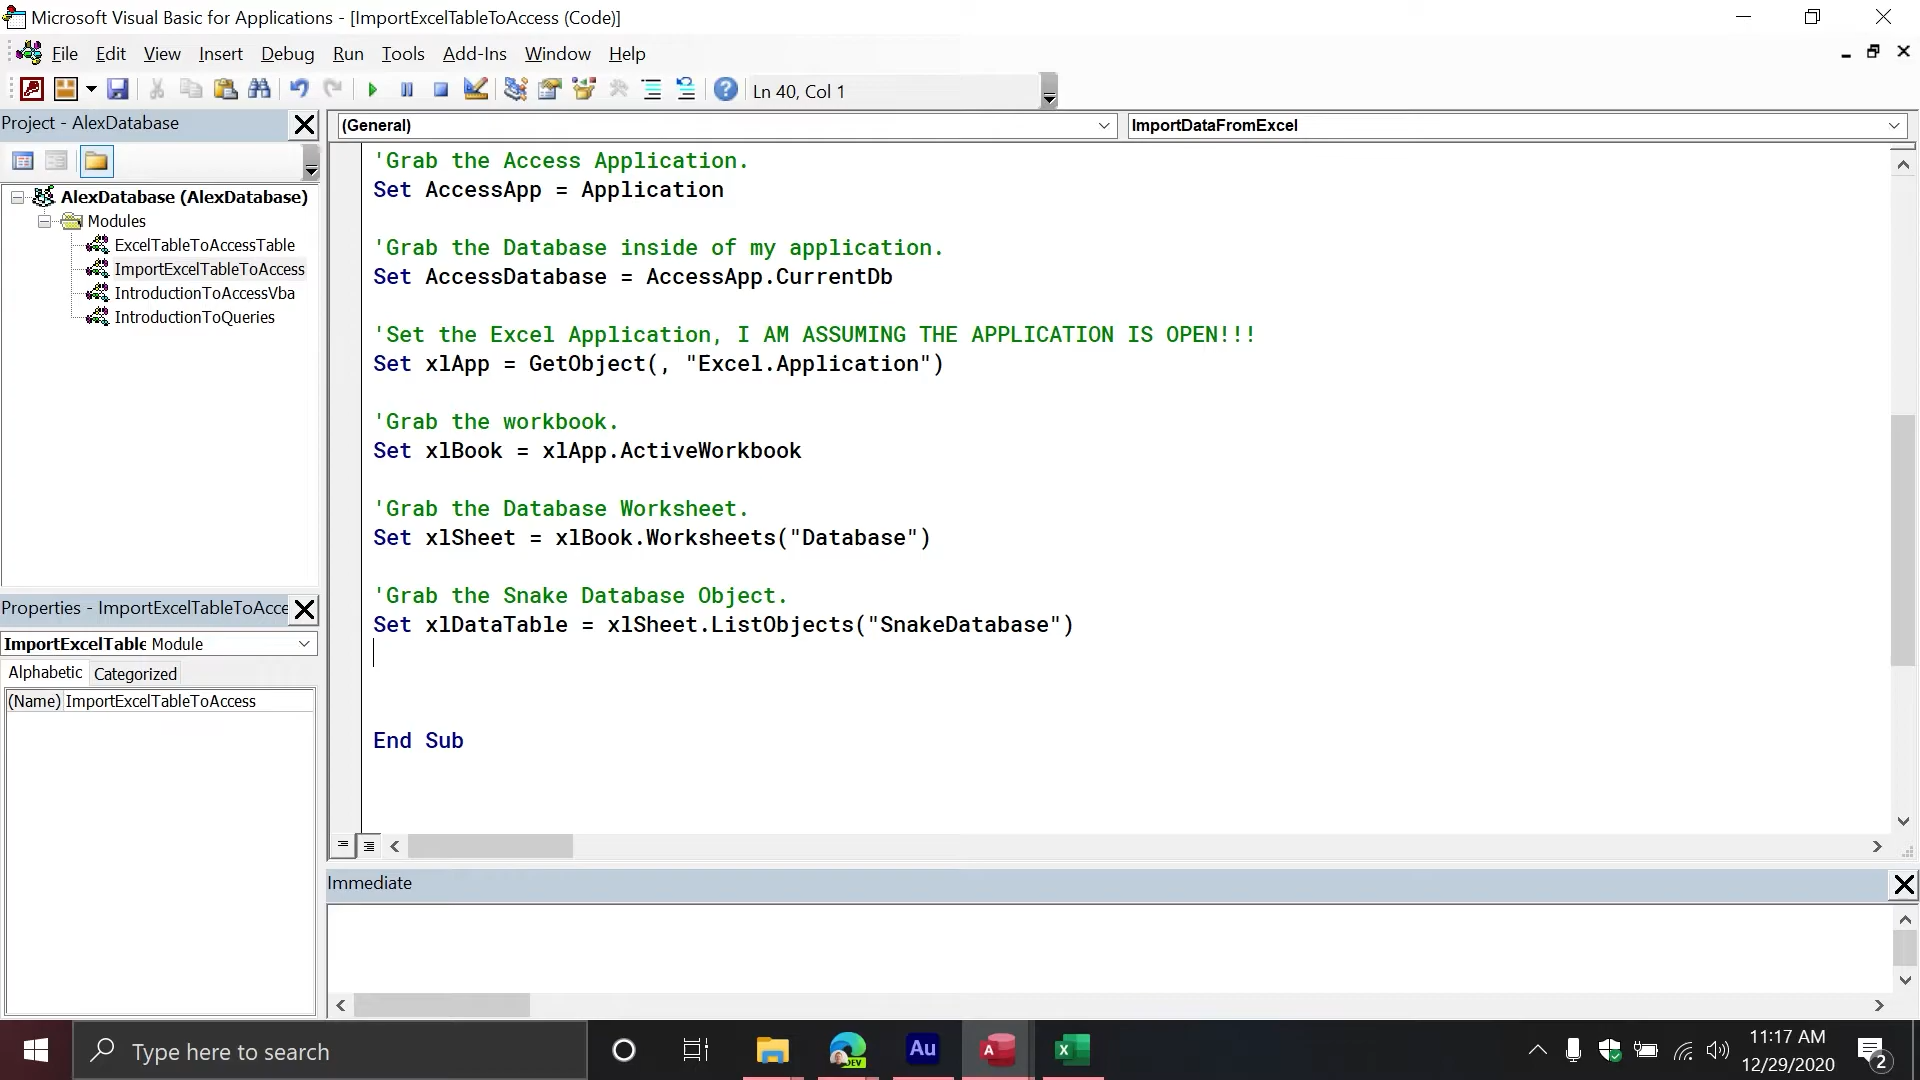 Microsoft Visual Basic for Applications - [ImportExcelTableToAccess (Code)]
File Edit View Insert Debug Run Tools Add-Ins Window Help
Ln 40, Col 1
Project - AlexDatabase
AlexDatabase (AlexDatabase)
Modules
ExcelTableToAccessTable
ImportExcelTableToAccess
IntroductionToAccessVba
IntroductionToQueries
Properties - ImportExcelTableToAcce
ImportExcelTable Module
Alphabetic Categorized
(Name) ImportExcelTableToAccess
(General) ImportDataFromExcel
'Grab the Access Application.
Set AccessApp = Application
'Grab the Database inside of my application.
Set AccessDatabase = AccessApp.CurrentDb
'Set the Excel Application, I AM ASSUMING THE APPLICATION IS OPEN!!!
Set xlApp = GetObject(, "Excel.Application")
'Grab the workbook.
Set xlBook = xlApp.ActiveWorkbook
'Grab the Database Worksheet.
Set xlSheet = xlBook.Worksheets("Database")
'Grab the Snake Database Object.
Set xlDataTable = xlSheet.ListObjects("SnakeDatabase")
End Sub
Immediate
Type here to search
DEV
Au
A
X
11:17 AM
12/29/2020
2